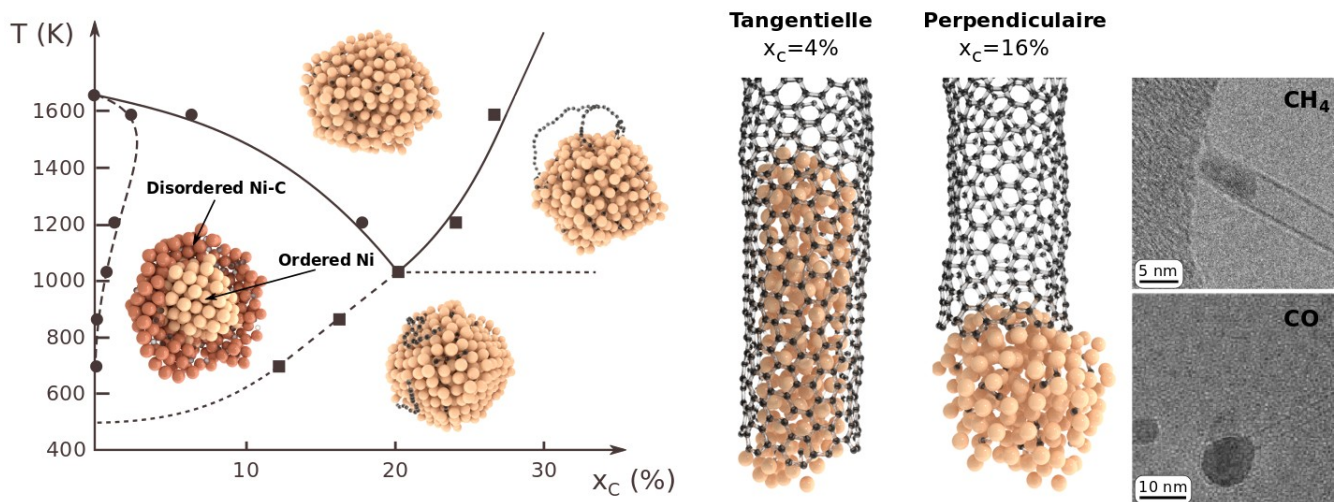 T (K)
1600
1400
1200
1000
800
600
500
400
10
20
30
x_C (%)
Disordered Ni-C
Ordered Ni
Tangentielle
x_c=4%
Perpendiculaire
x_c=16%
CH₄
5 nm
CO
10 nm